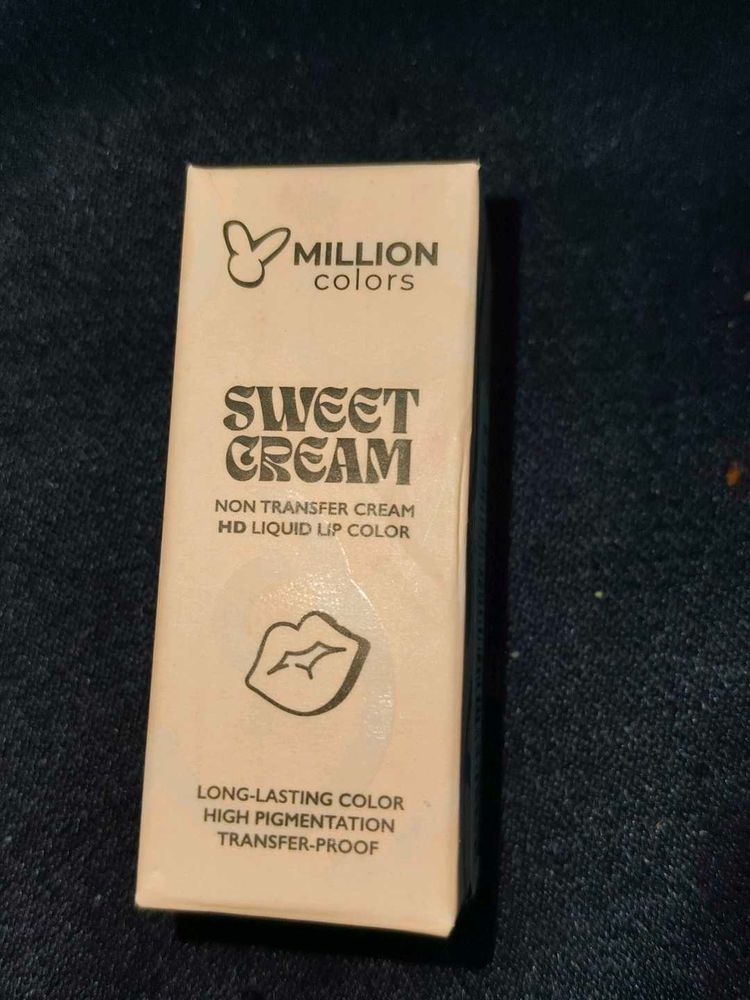 MILLION
colors
SWEET
CREAM
NON TRANSFER CREAM
HD LIQUID LIP COLOR
LONG-LASTING COLOR
HIGH PIGMENTATION
TRANSFER-PROOF